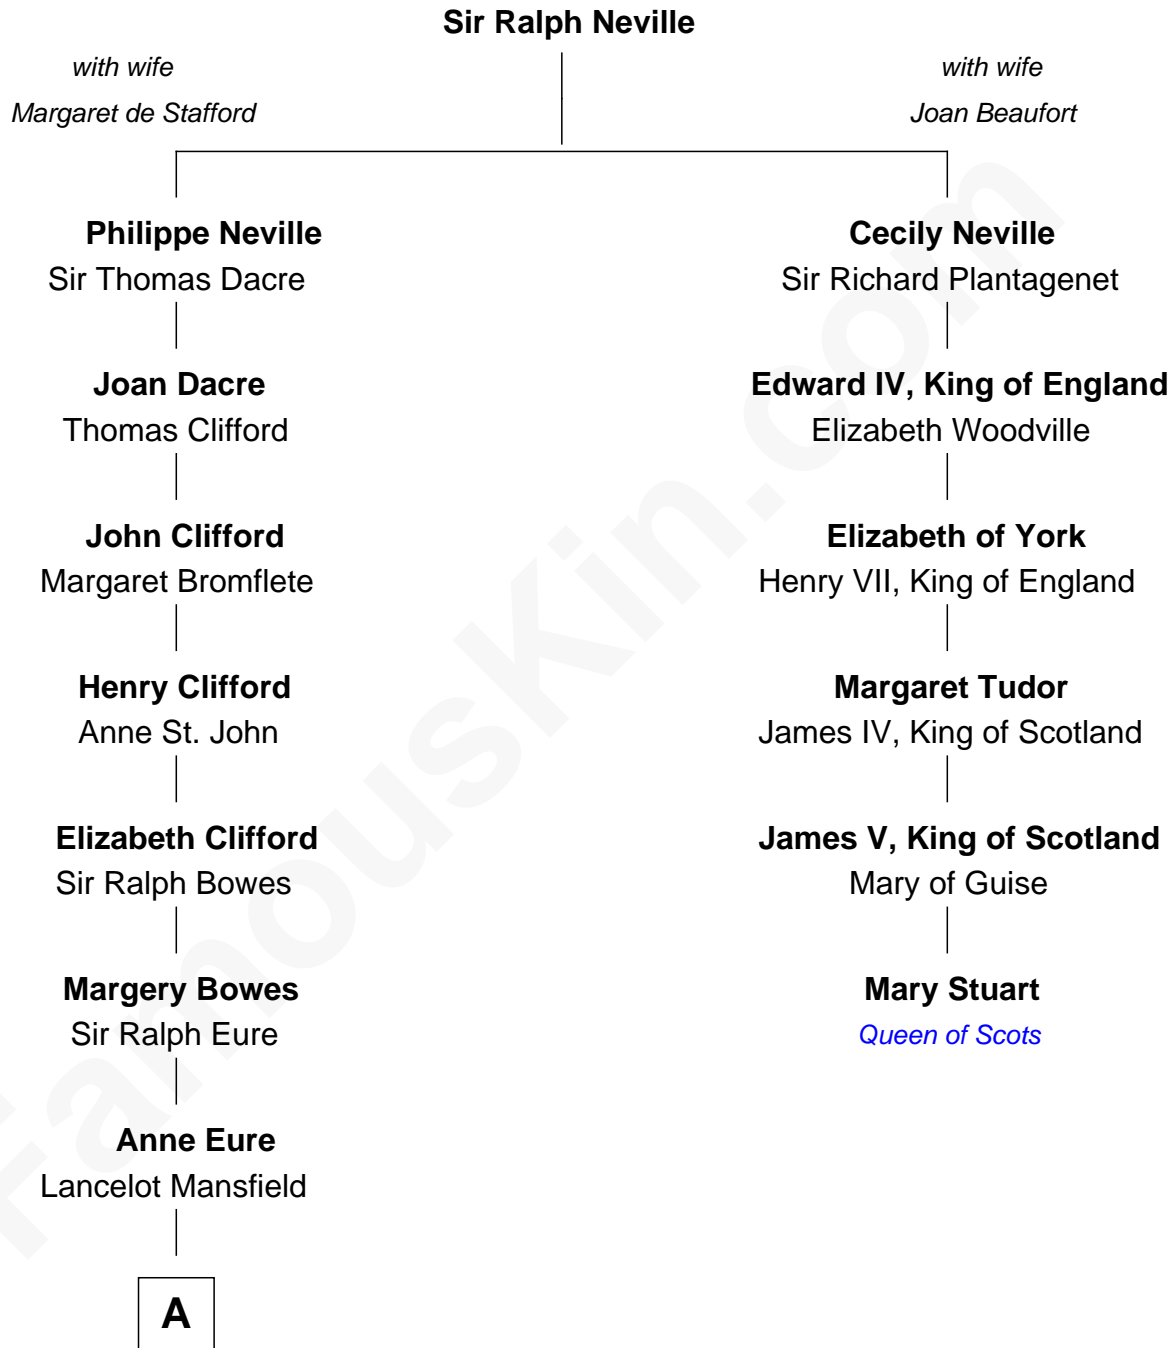 Sir Ralph Neville
with wife
Margaret de Stafford
with wife
Joan Beaufort
Philippe Neville
Sir Thomas Dacre
Joan Dacre
Thomas Clifford
John Clifford
Margaret Bromflete
Henry Clifford
Anne St. John
Elizabeth Clifford
Sir Ralph Bowes
Margery Bowes
Sir Ralph Eure
Anne Eure
Lancelot Mansfield
A
Cecily Neville
Sir Richard Plantagenet
Edward IV, King of England
Elizabeth Woodville
Elizabeth of York
Henry VII, King of England
Margaret Tudor
James IV, King of Scotland
James V, King of Scotland
Mary of Guise
Mary Stuart
Queen of Scots
FamousKin.com